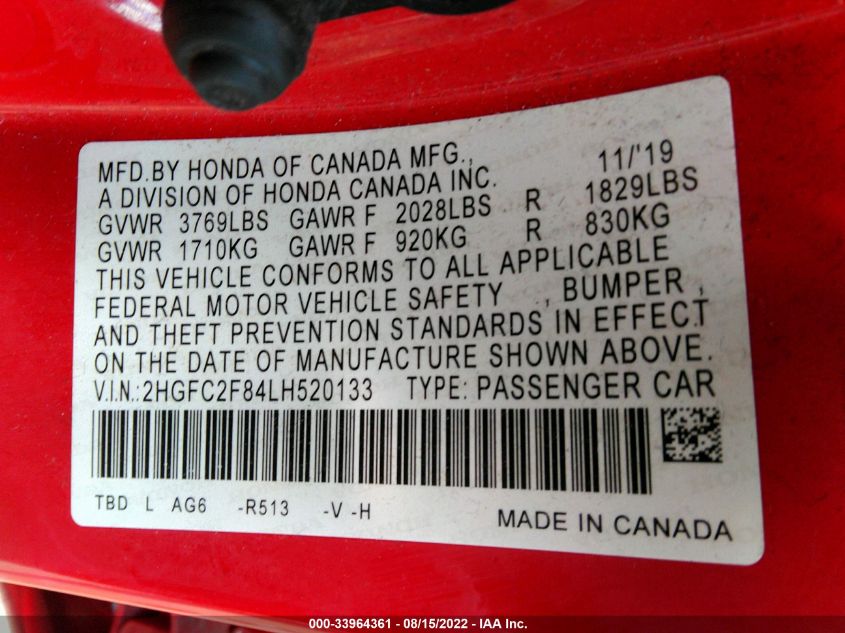 MFD.BY HONDA OF CANADA MFG., 11/'19
A DIVISION OF HONDA CANADA INC.
GVWR 3769LBS GAWR F 2028LBS R 1829LBS
GVWR 1710KG GAWR F 920KG R 830KG
THIS VEHICLE CONFORMS TO ALL APPLICABLE
FEDERAL MOTOR VEHICLE SAFETY , BUMPER ,
AND THEFT PREVENTION STANDARDS IN EFFECT
ON THE DATE OF MANUFACTURE SHOWN ABOVE.
V.I.N.:2HGFC2F84LH520133 TYPE: PASSENGER CAR
TBD L AG6 -R513 -V -H
MADE IN CANADA
000-33964361 - 08/15/2022 - IAA Inc.